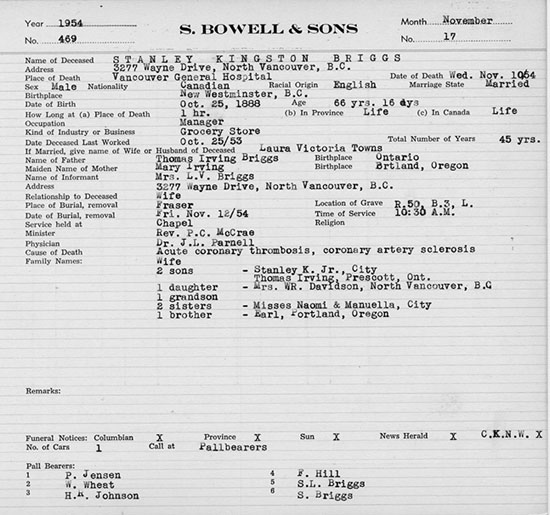 Year 1954 S. BOWELL & SONS Month November
No. 469 No. 17
Name of Deceased STANLEY KINGSTON BRIGGS
Address 3277 Wayne Drive, North Vancouver, B.C.
Place of Death Vancouver General Hospital Date of Death Wed. Nov. 1054
Sex Male Nationality Canadian Racial Origin English Marriage State Married
Birthplace New Westminster, B.C.
Date of Birth Oct. 25, 1888 Age 66 yrs. 16 dys
How Long at (a) Place of Death 1 hr. (b) In Province Life (c) In Canada Life
Occupation Manager
Kind of Industry or Business Grocery Store
Date Deceased Last Worked Oct 25/53 Total Number of Years 45 yrs.
If Married, give name of Wife or Husband of Deceased Laura Victoria Towns
Name of Father Thomas Irving Briggs Birthplace Ontario
Maiden Name of Mother Mary Irving Birthplace Brtland, Oregon
Name of Informant Mrs. L.V. Briggs
Address 3277 Wayne Drive, North Vancouver, B.C.
Relationship to Deceased Wife
Place of Burial, removal Fraser Location of Grave R.50, B.3, L.
Date of Burial, removal Fri. Nov. 12/54 Time of Service 10:30 A.M.
Service held at Chapel Religion
Minister Rev. P.C. McCrae
Physician Dr. J.L. Parnell
Cause of Death Acute coronary thrombosis, coronary artery sclerosis
Family Names: Wife
2 sons - Stanley K. Jr., City
Thomas Irving, Prescott, Ont.
1 daughter - Mrs. WR. Davidson, North Vancouver, B.C
1 grandson
2 sisters - Misses Naomi & Manuella, City
1 brother - Earl, Portland, Oregon
Remarks:
Funeral Notices: Columbian X Province X Sun X News Herald X C.K.N.W. X
No. of Cars 1 Call at Pallbearers
Pall Bearers:
1 P. Jensen 4 F. Hill
2 W. Wheat 5 S.L. Briggs
3 H.R. Johnson 6 S. Briggs